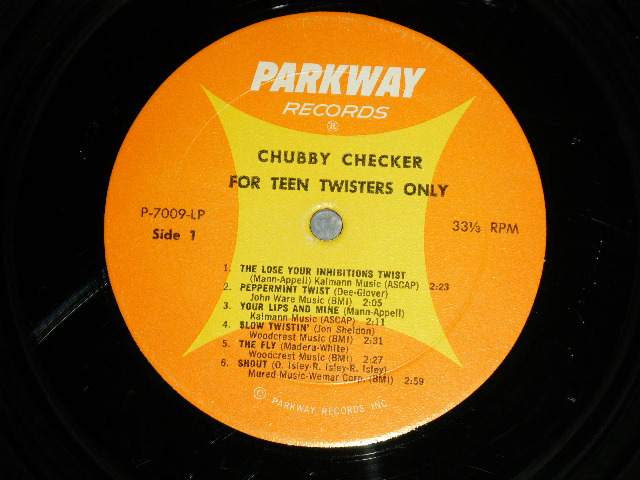 PARKWAY
RECORDS
®
CHUBBY CHECKER
FOR TEEN TWISTERS ONLY
P-7009-LP
Side 1
33⅓ RPM
1. THE LOSE YOUR INHIBITIONS TWIST
(Mann-Appell) Kalmann Music (ASCAP) 2:23
2. PEPPERMINT TWIST (Dee-Glover)
John Ware Music (BMI) 2:05
3. YOUR LIPS AND MINE (Mann-Appell)
Kalmann Music (ASCAP) 2:11
4. SLOW TWISTIN' (Jon Sheldon)
Woodcrest Music (BMI) 2:31
5. THE FLY (Madera-White)
Woodcrest Music (BMI) 2:27
6. SHOUT (O. Isley-R. Isley-R. Isley)
Mured Music-Wemar Corp. (BMI) 2:59
© PARKWAY RECORDS INC.